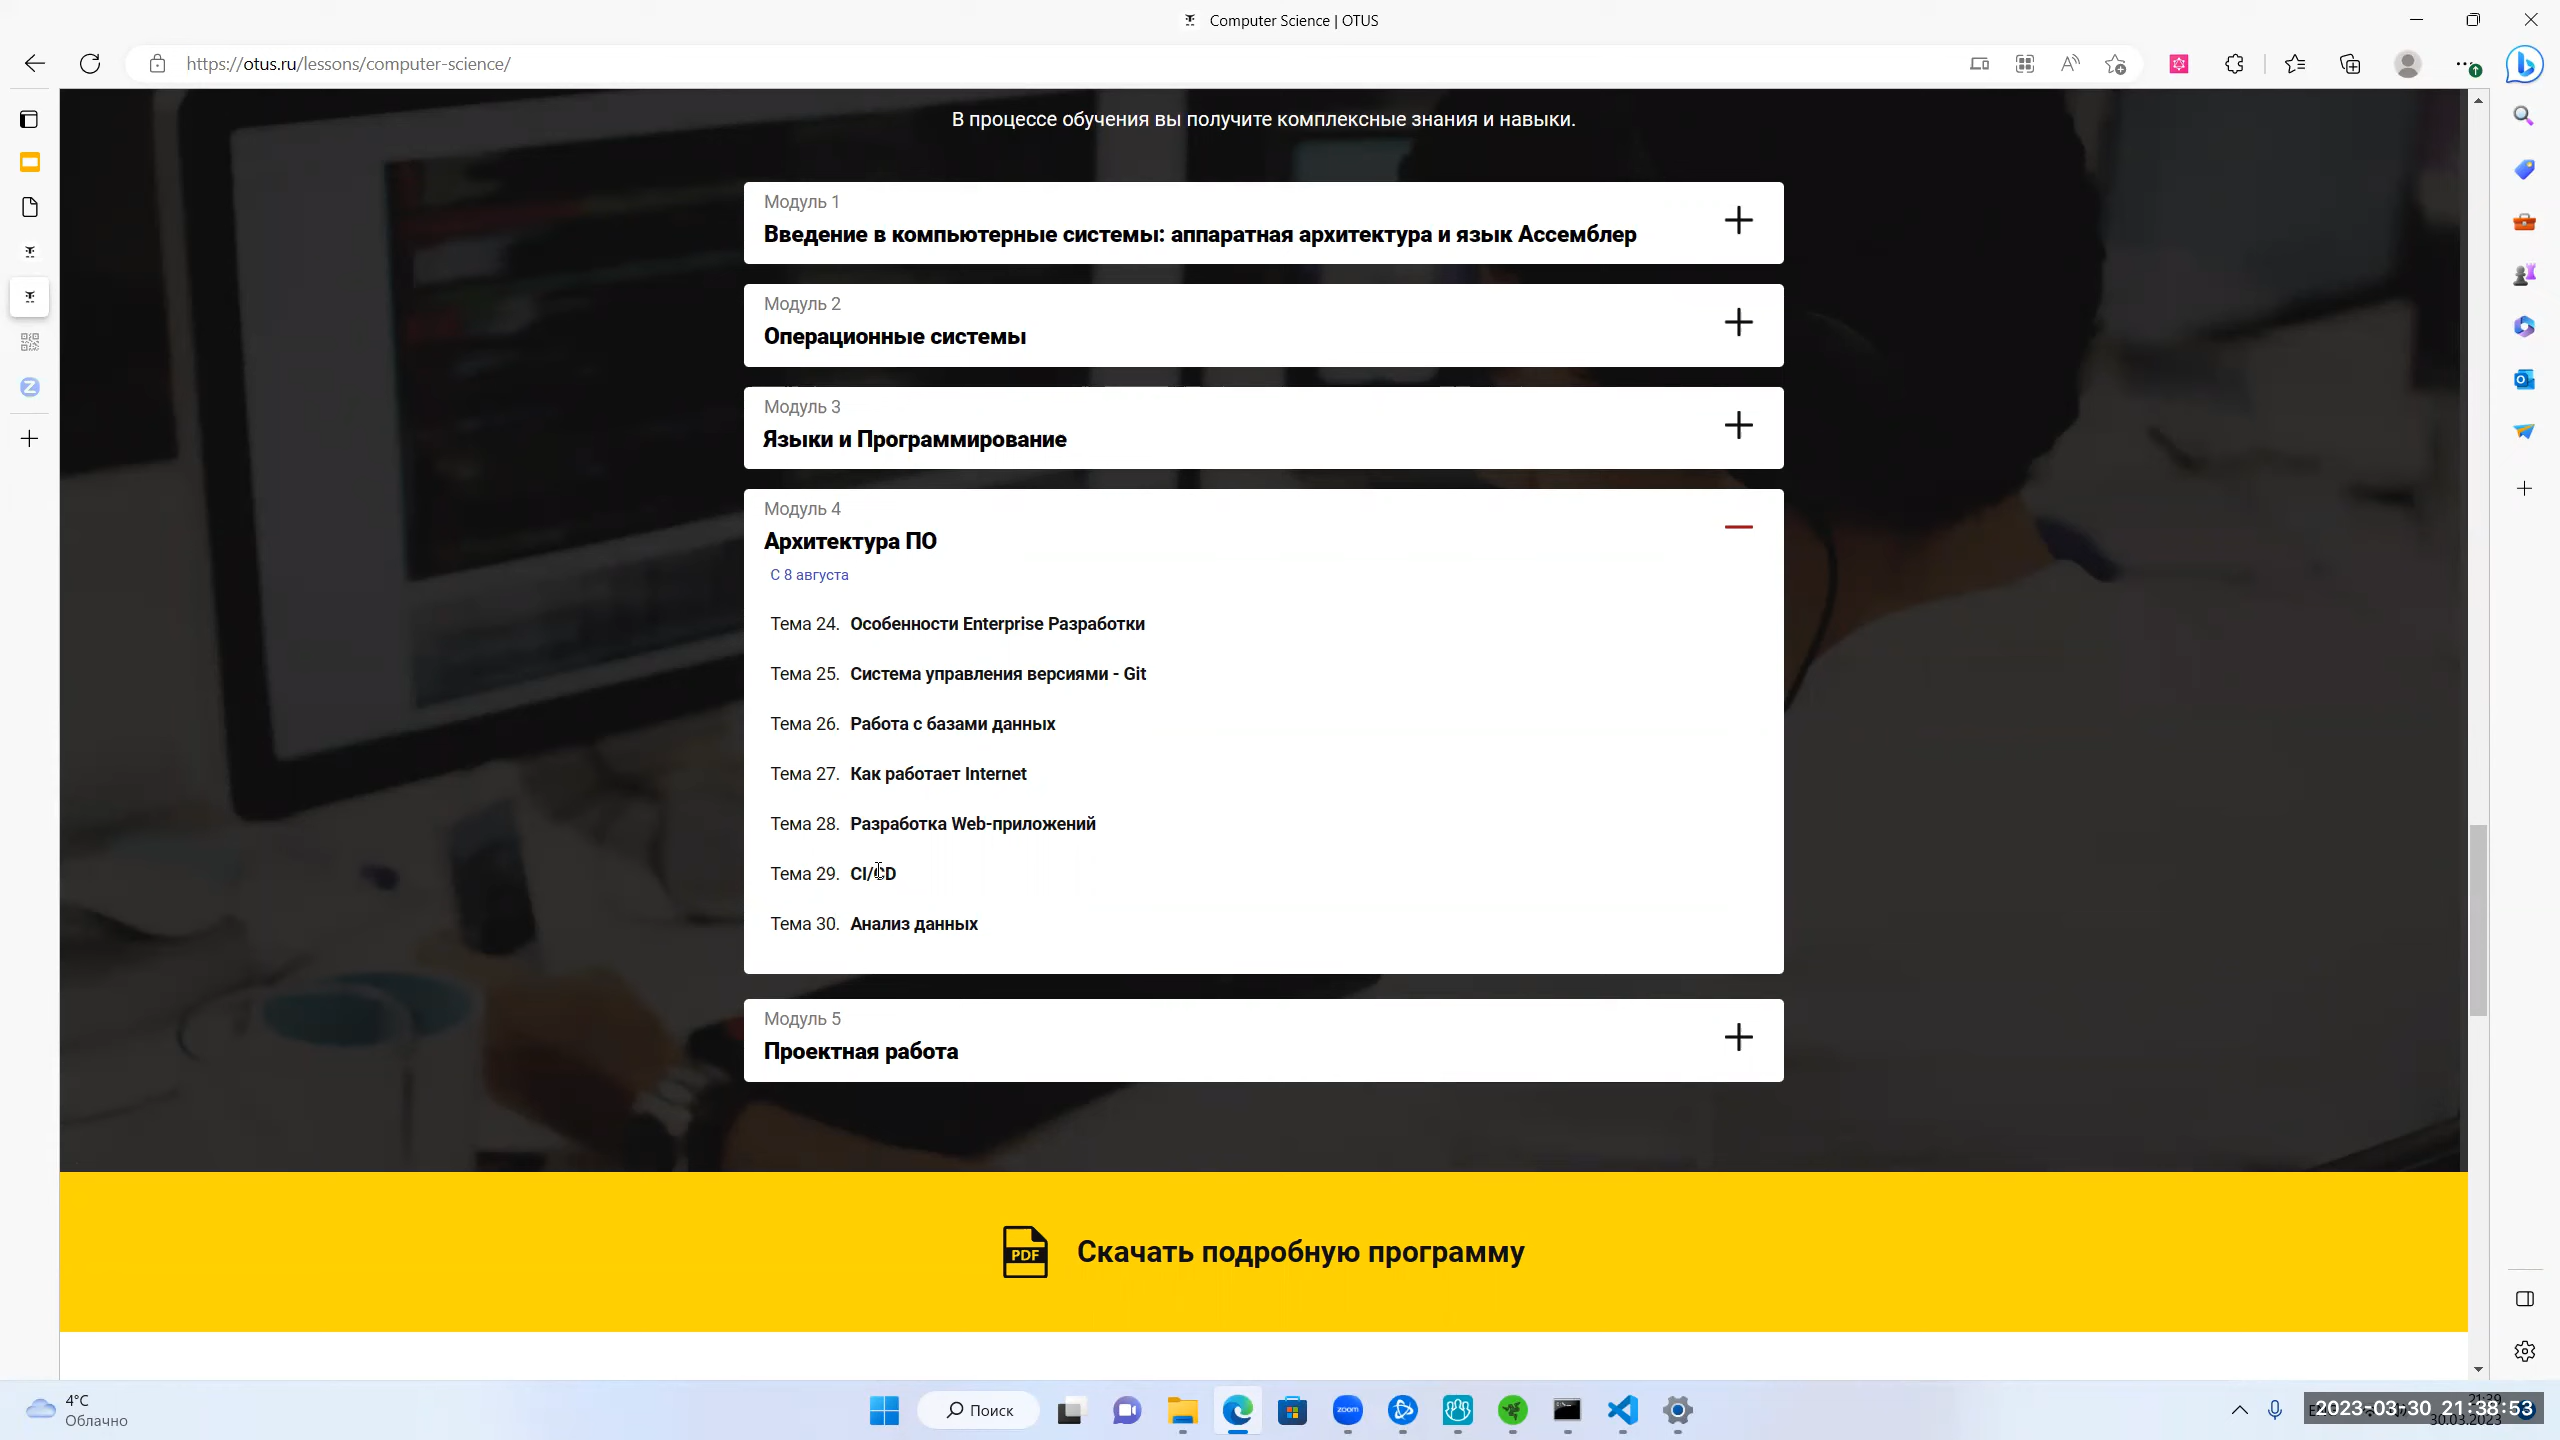 Computer Science | OTUS
https://otus.ru/lessons/computer-science/
В процессе обучения вы получите комплексные знания и навыки.
Модуль 1
Введение в компьютерные системы: аппаратная архитектура и язык Ассемблер
Модуль 2
Операционные системы
Модуль 3
Языки и Программирование
Модуль 4
Архитектура ПО
С 8 августа
Тема 24. Особенности Enterprise Разработки
Тема 25. Система управления версиями - Git
Тема 26. Работа с базами данных
Тема 27. Как работает Internet
Тема 28. Разработка Web-приложений
Тема 29. CI/CD
Тема 30. Анализ данных
Модуль 5
Проектная работа
PDF
Скачать подробную программу
4°C
Облачно
Поиск
zoom
2023-03-30 21:38:53